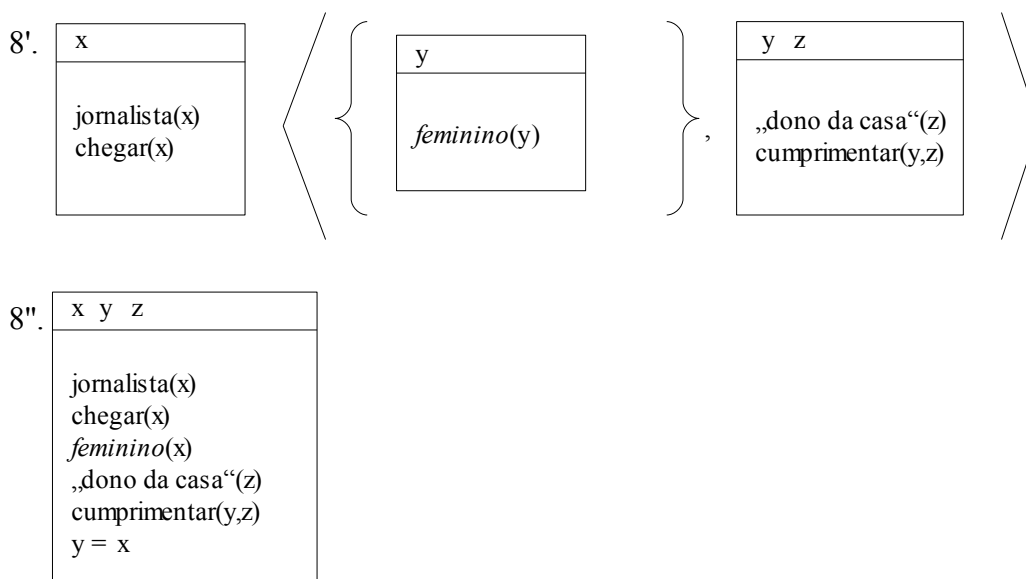 8'.
x
jornalista(x)
chegar(x)
y
feminino(y)
,
y z
„dono da casa“(z)
cumprimentar(y,z)
8".
x y z
jornalista(x)
chegar(x)
feminino(x)
„dono da casa“(z)
cumprimentar(y,z)
y = x